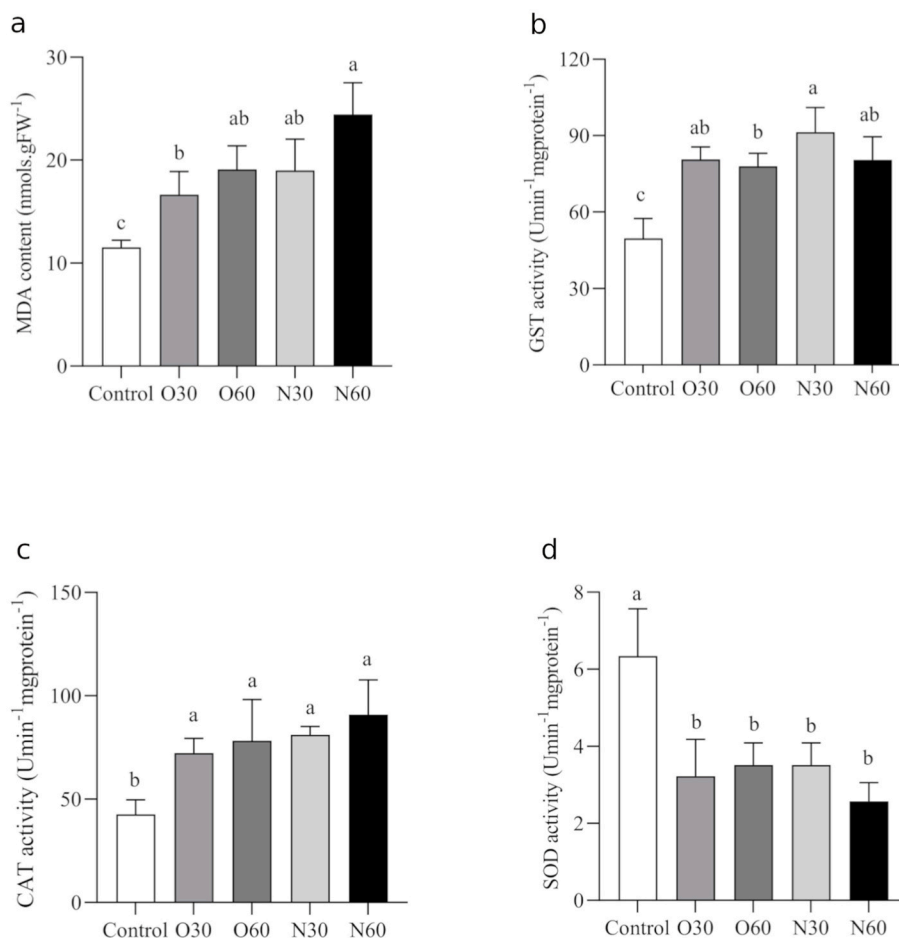 a
MDA content (nmols.gFW⁻¹)
30
20
10
0
c
b
ab
ab
a
Control O30 O60 N30 N60
b
GST activity (Umin⁻¹mgprotein⁻¹)
120
90
60
30
0
c
ab
b
a
ab
Control O30 O60 N30 N60
c
CAT activity (Umin⁻¹mgprotein⁻¹)
150
100
50
0
b
a
a
a
a
Control O30 O60 N30 N60
d
SOD activity (Umin⁻¹mgprotein⁻¹)
8
6
4
2
0
a
b
b
b
b
Control O30 O60 N30 N60